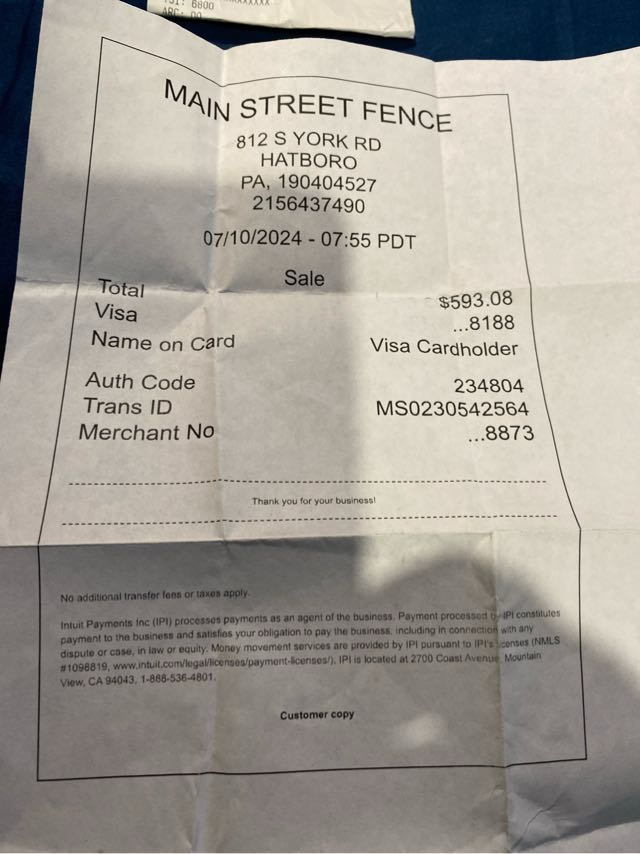 TSI: 6800
ARC: 00
MAIN STREET FENCE
812 S YORK RD
HATBORO
PA, 190404527
2156437490
07/10/2024 - 07:55 PDT
Sale
Total $593.08
Visa ...8188
Name on Card Visa Cardholder
Auth Code 234804
Trans ID MS0230542564
Merchant No ...8873
Thank you for your business!
No additional transfer fees or taxes apply.
Intuit Payments Inc (IPI) processes payments as an agent of the business. Payment processed by IPI constitutes
payment to the business and satisfies your obligation to pay the business, including in connection with any
dispute or case, in law or equity. Money movement services are provided by IPI pursuant to IPI's licenses (NMLS
#1098819, www.intuit.com/legal/licenses/payment-licenses/). IPI is located at 2700 Coast Avenue, Mountain
View, CA 94043, 1-888-536-4801.
Customer copy